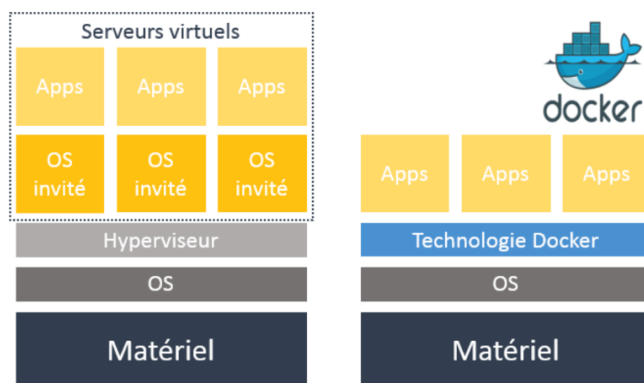 Serveurs virtuels
Apps Apps Apps
OS OS OS
invité invité invité
Hyperviseur
OS
Matériel
docker
Apps Apps Apps
Technologie Docker
OS
Matériel